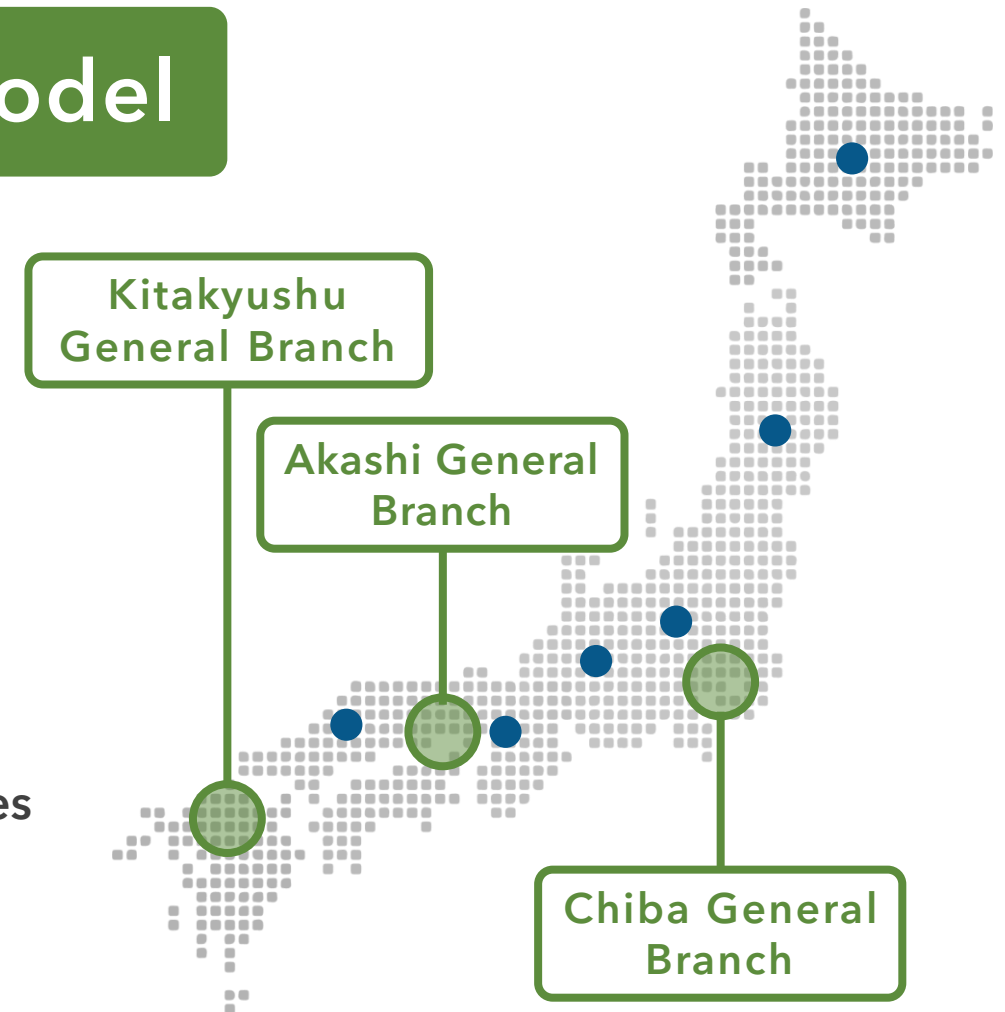 odel
Kitakyushu
General Branch
Akashi General
Branch
es
Chiba General
Branch